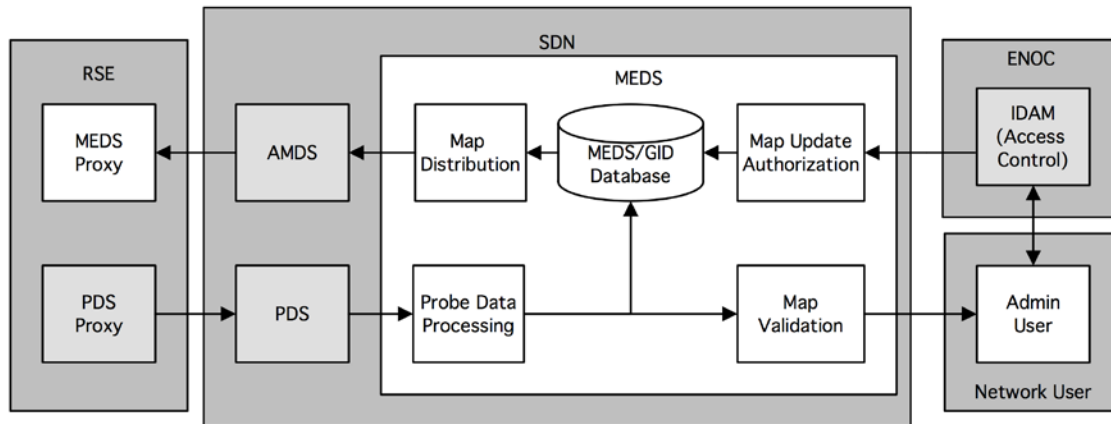 SDN
RSE
MEDS
ENOC
MEDS
Proxy
AMDS
Map
Distribution
MEDS/GID
Database
Map Update
Authorization
IDAM
(Access
Control)
PDS
Proxy
PDS
Probe Data
Processing
Map
Validation
Admin
User
Network User